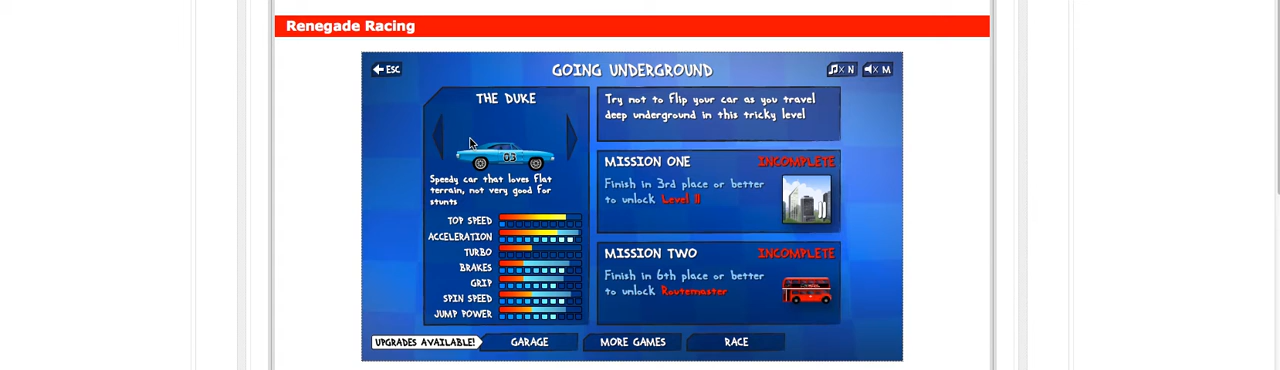 Renegade Racing
ESC
GOING UNDERGROUND
N
M
THE DUKE
03
Speedy car that loves flat
terrain, not very good for
stunts
TOP SPEED
ACCELERATION
TURBO
BRAKES
GRIP
SPIN SPEED
JUMP POWER
Try not to flip your car as you travel
deep underground in this tricky level
MISSION ONE INCOMPLETE
Finish in 3rd place or better
to unlock Level 11
MISSION TWO INCOMPLETE
Finish in 6th place or better
to unlock Routemaster
UPGRADES AVAILABLE! GARAGE MORE GAMES RACE